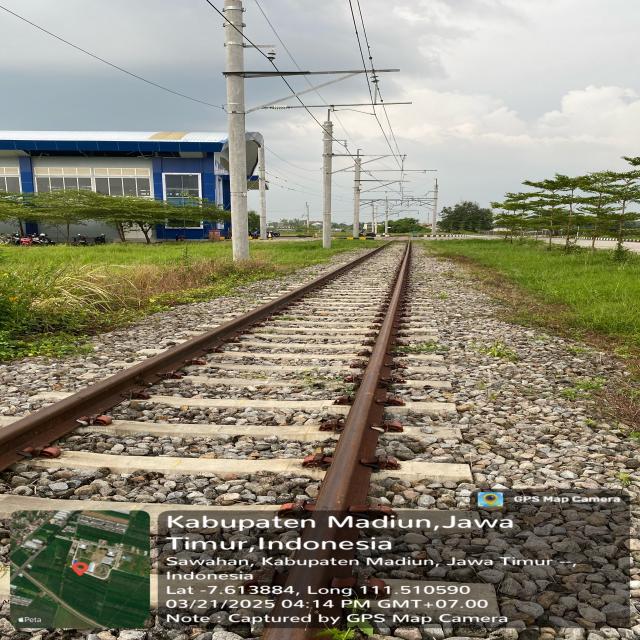 GPS Map Camera
Kabupaten Madiun,Jawa
Timur,Indonesia
Sawahan, Kabupaten Madiun, Jawa Timur --,
Indonesia
Lat -7.613884, Long 111.510590
03/21/2025 04:14 PM GMT+07.00
Note : Captured by GPS Map Camera
Peta